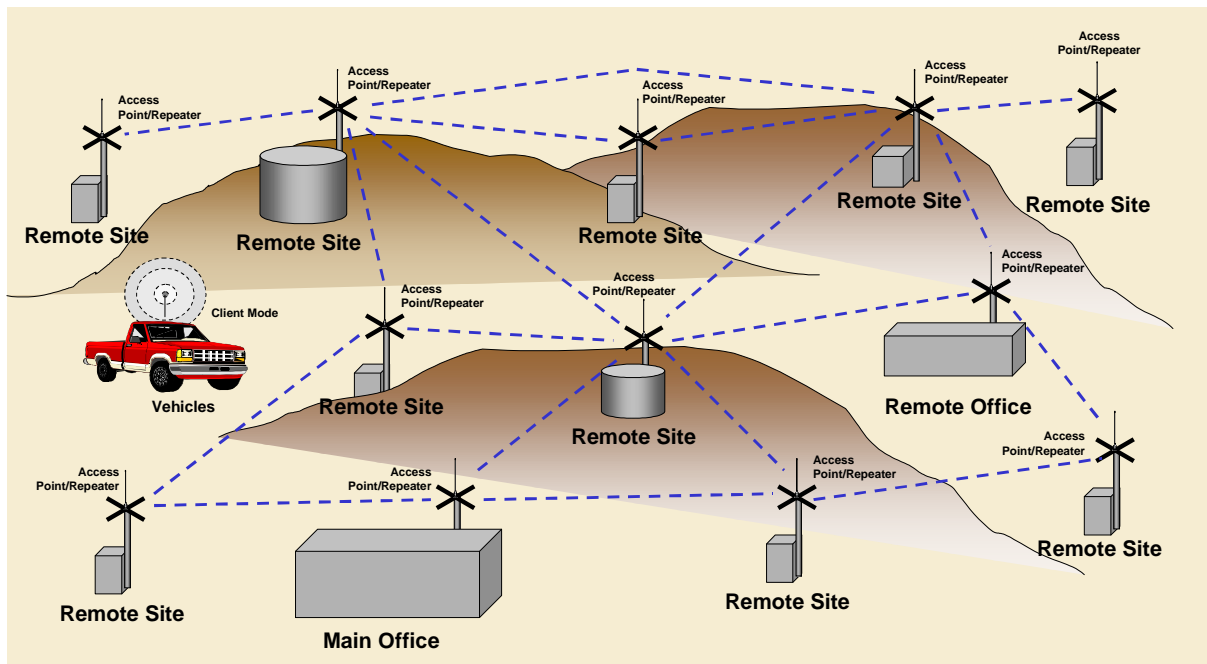 Access
Point/Repeater
Access
Point/Repeater
Access
Point/Repeater
Access
Point/Repeater
Access
Point/Repeater
Remote Site
Remote Site
Remote Site
Remote Site
Remote Site
Client Mode
Vehicles
Access
Point/Repeater
Remote Site
Access
Point/Repeater
Remote Site
Access
Point/Repeater
Remote Office
Access
Point/Repeater
Remote Site
Access
Point/Repeater
Main Office
Access
Point/Repeater
Remote Site
Access
Point/Repeater
Remote Site